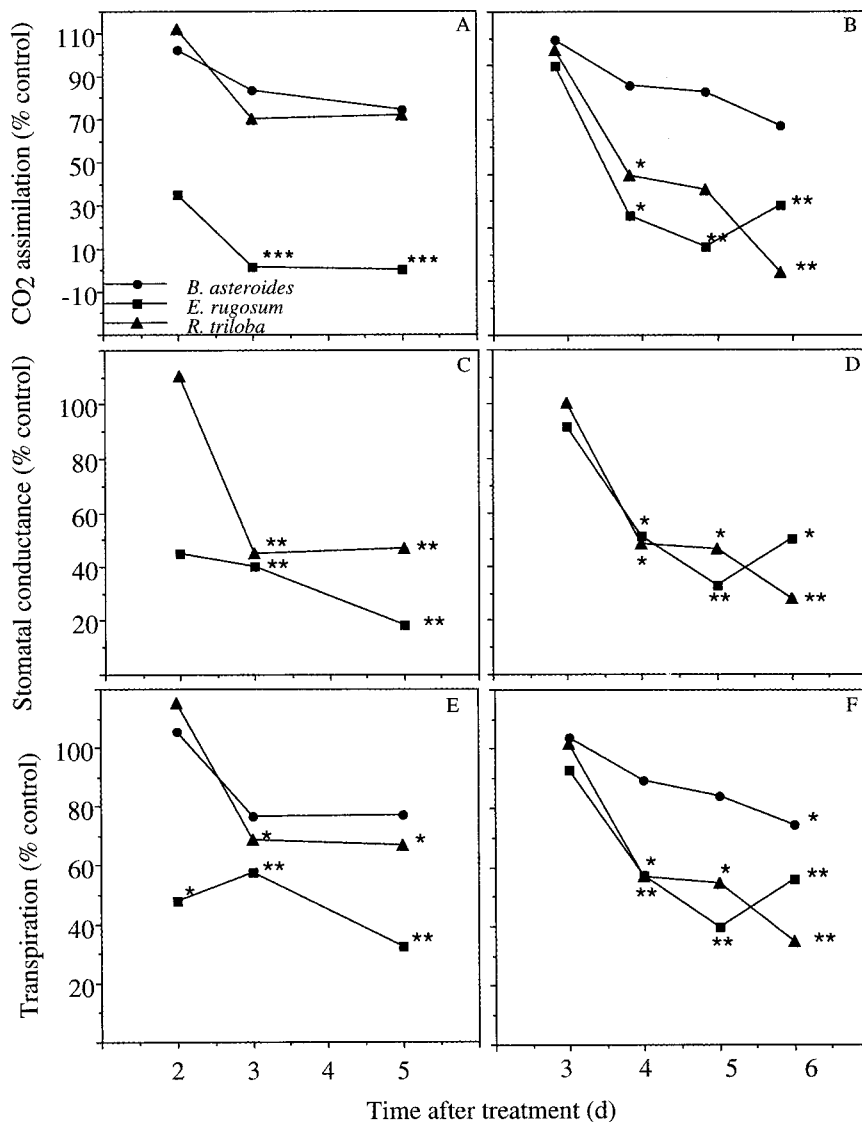 A
B
CO2 assimilation (% control)
110
90
70
50
30
10
-10
*** ***
* * ** ** **
B. asteroides
E. rugosum
R. triloba
C
D
Stomatal conductance (% control)
100
80
60
40
20
** ** ** **
* * * ** * **
E
F
Transpiration (% control)
100
80
60
40
20
* * ** * **
* ** * ** * ** **
2 3 5
3 4 5 6
Time after treatment (d)